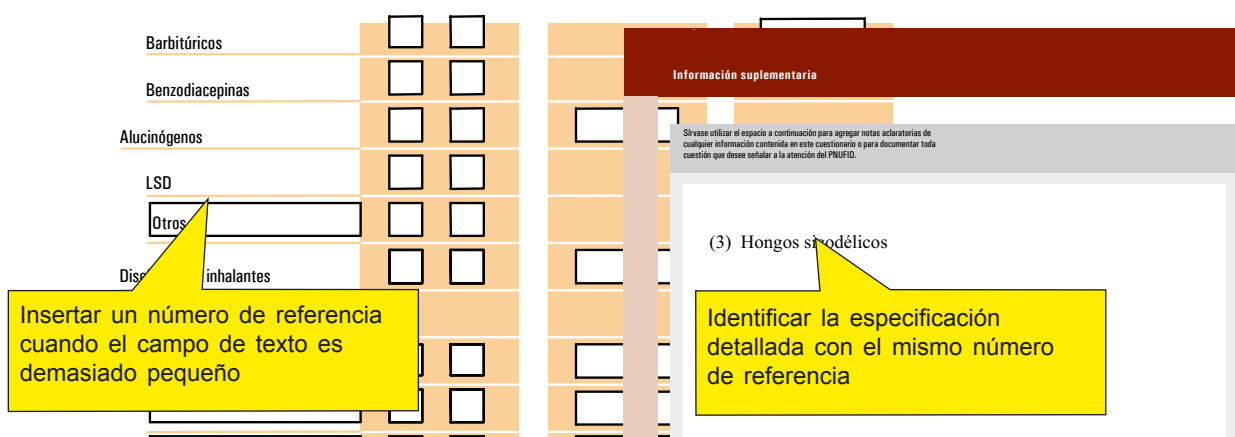 Barbitúricos
Benzodiacepinas
Alucinógenos
LSD
Otros
inhalantes
Insertar un número de referencia
cuando el campo de texto es
demasiado pequeño
Información suplementaria
Sírvase utilizar el espacio a continuación para agregar notas aclaratorias de
cualquier información contenida en este cuestionario o para documentar toda
cuestión que desee señalar a la atención del PNUFID.
(3) Hongos
Identificar la especificación
detallada con el mismo número
de referencia